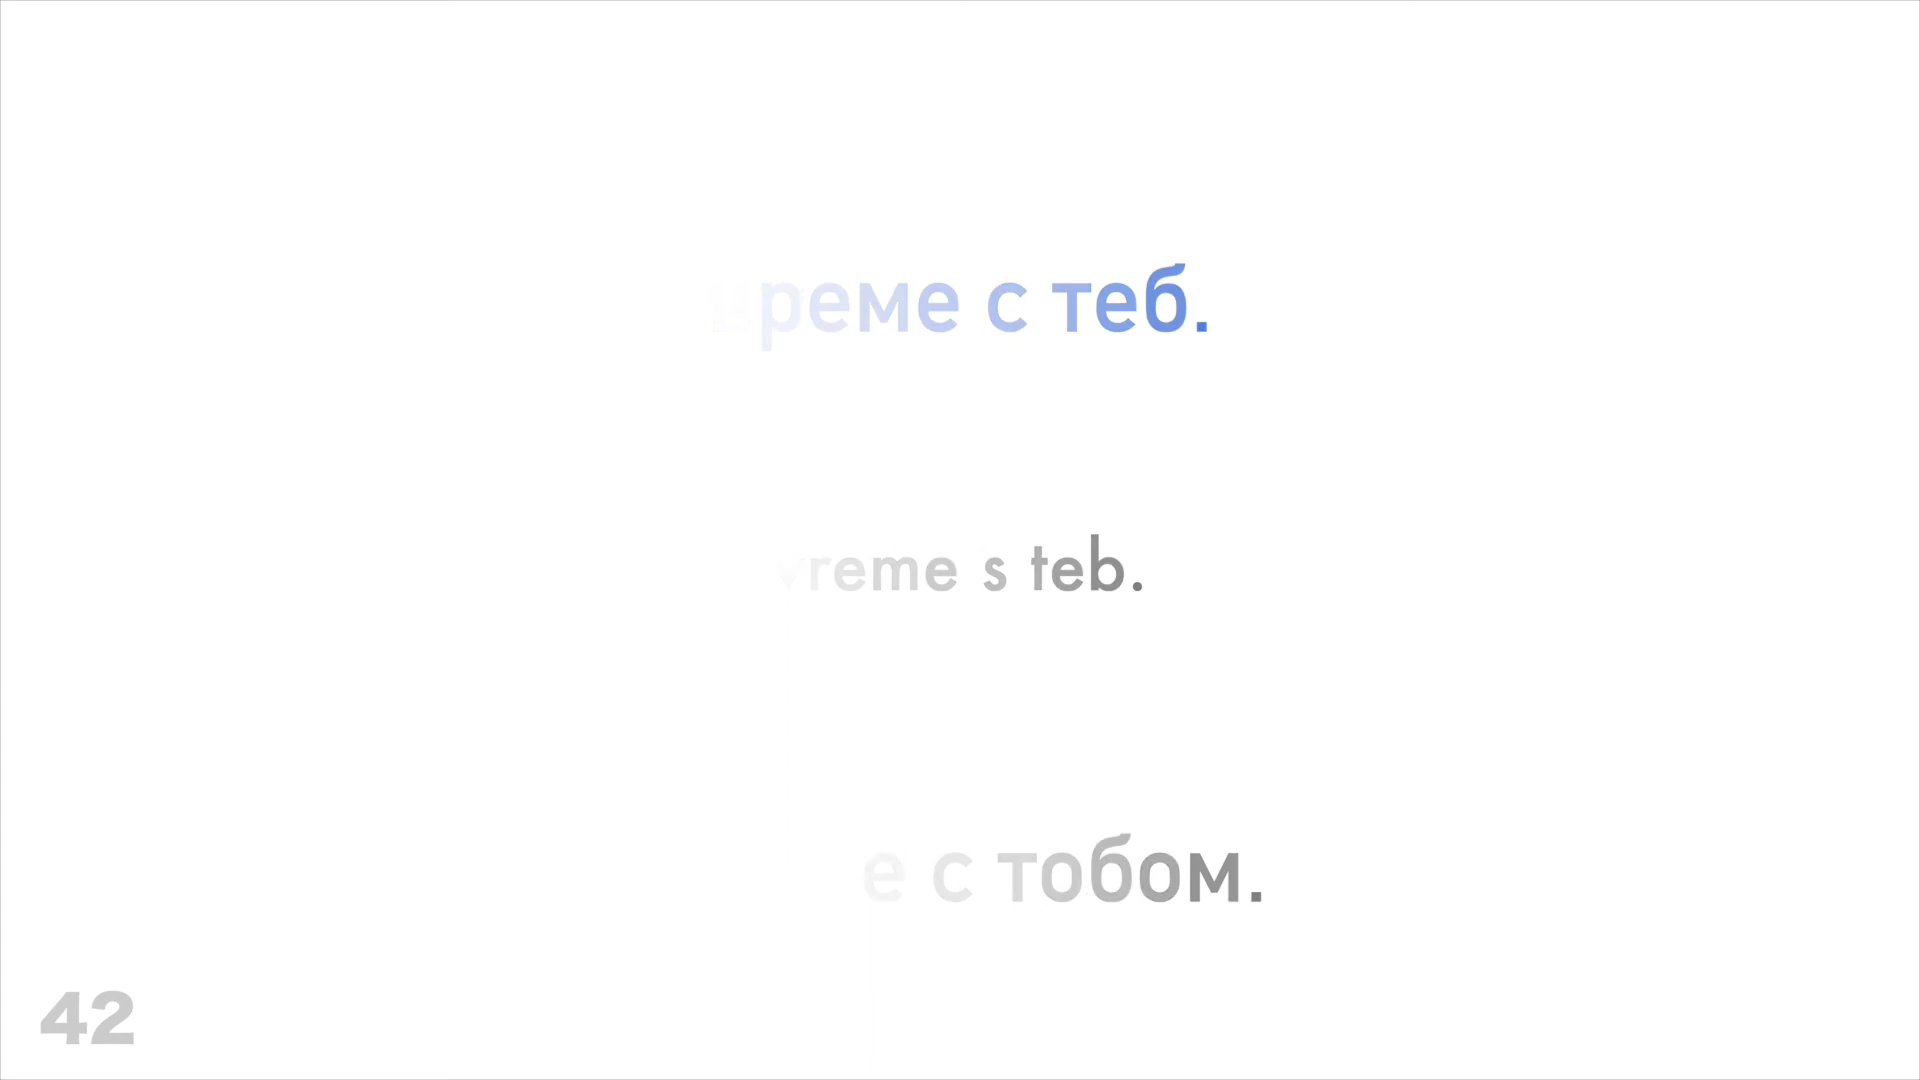 време с теб.
vreme s teb.
е с тобом.
42